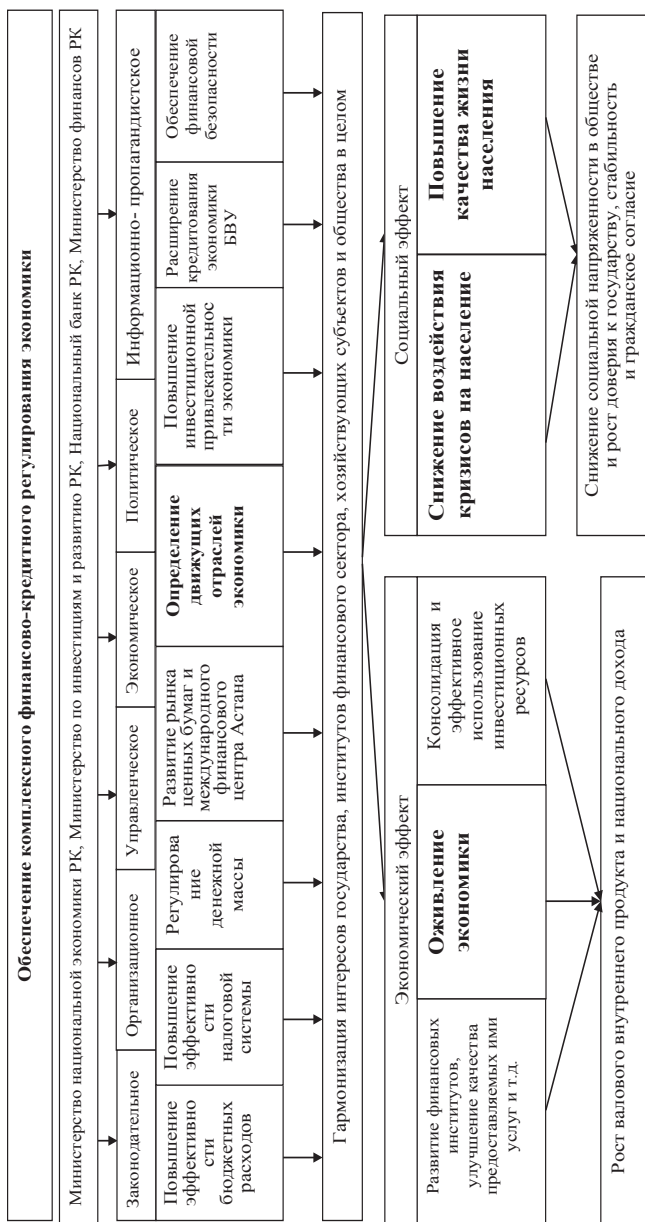 Обеспечение комплексного финансово-кредитного регулирования экономики
Министерство национальной экономики РК, Министерство по инвестициям и развитию РК, Национальный банк РК, Министерство финансов РК
Законодательное
Организационное
Управленческое
Экономическое
Политическое
Информационно- пропагандистское
Повышение
эффективно
сти
бюджетных
расходов
Повышение
эффективно
сти
налоговой
системы
Регулирова
ние
денежной
массы
Развитие рынка
ценных бумаг и
международного
финансового
центра Астана
Определение
движущих
отраслей
экономики
Повышение
инвестиционной
привлекательнос
ти экономики
Расширение
кредитования
экономики
БВУ
Обеспечение
финансовой
безопасности
Гармонизация интересов государства, институтов финансового сектора, хозяйствующих субъектов и общества в целом
Экономический эффект
Развитие финансовых
институтов,
улучшение качества
предоставляемых ими
услуг и т.д.
Оживление
экономики
Консолидация и
эффективное
использование
инвестиционных
ресурсов
Социальный эффект
Снижение воздействия
кризисов на население
Повышение
качества жизни
населения
Рост валового внутреннего продукта и национального дохода
Снижение социальной напряженности в обществе
и рост доверия к государству, стабильность
и гражданское согласие